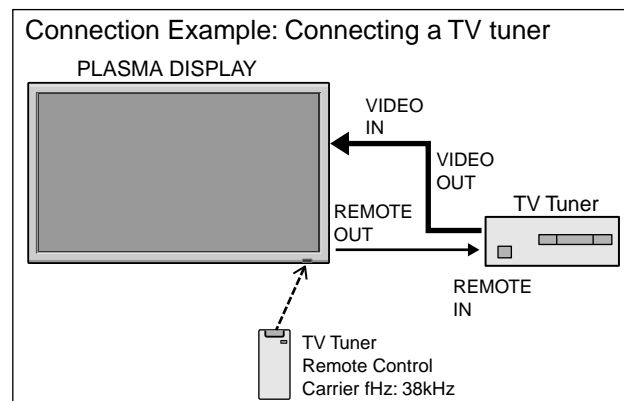 Connection Example: Connecting a TV tuner
PLASMA DISPLAY
VIDEO
IN
VIDEO
OUT
TV Tuner
REMOTE
OUT
REMOTE
IN
TV Tuner
Remote Control
Carrier fHz: 38kHz